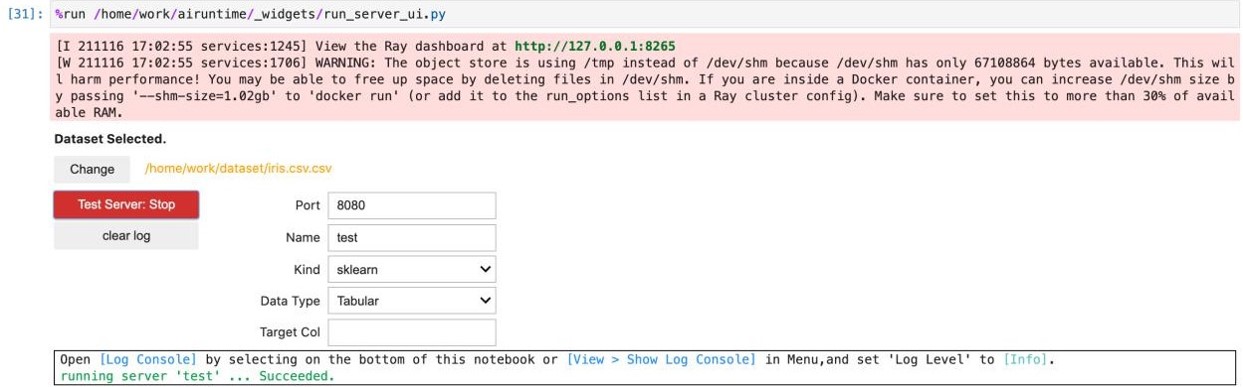 [31]: %run /home/work/airuntime/_widgets/run_server_ui.py
[I 211116 17:02:55 services:1245] View the Ray dashboard at http://127.0.0.1:8265
[W 211116 17:02:55 services:1706] WARNING: The object store is using /tmp instead of /dev/shm because /dev/shm has only 67108864 bytes available. This wil
l harm performance! You may be able to free up space by deleting files in /dev/shm. If you are inside a Docker container, you can increase /dev/shm size b
y passing '--shm-size=1.02gb' to 'docker run' (or add it to the run_options list in a Ray cluster config). Make sure to set this to more than 30% of avail
able RAM.
Dataset Selected.
Change /home/work/dataset/iris.csv.csv
Test Server: Stop
clear log
Port 8080
Name test
Kind sklearn
Data Type Tabular
Target Col
Open [Log Console] by selecting on the bottom of this notebook or [View > Show Log Console] in Menu,and set 'Log Level' to [Info].
running server 'test' ... Succeeded.